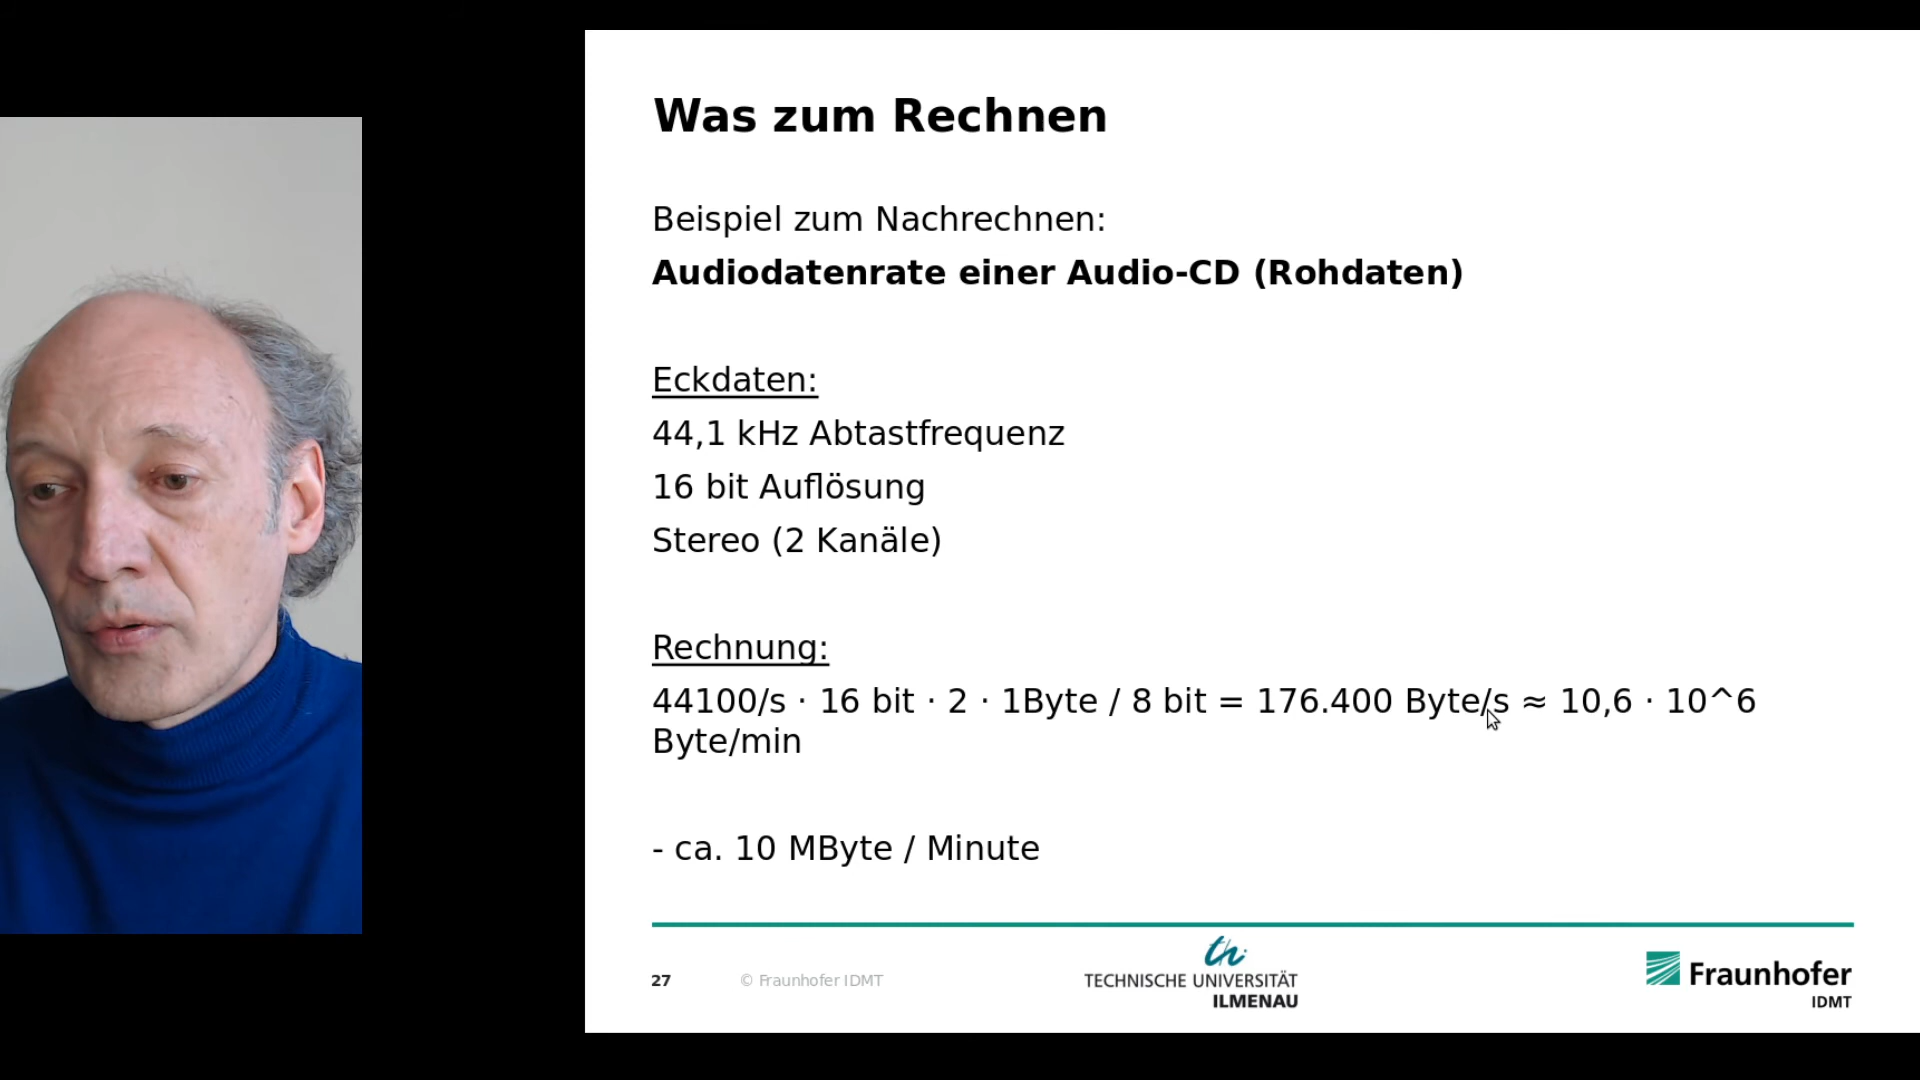 Was zum Rechnen
Beispiel zum Nachrechnen:
Audiodatenrate einer Audio-CD (Rohdaten)
Eckdaten:
44,1 kHz Abtastfrequenz
16 bit Auflösung
Stereo (2 Kanäle)
Rechnung:
44100/s · 16 bit · 2 · 1Byte / 8 bit = 176.400 Byte/s ≈ 10,6 · 10^6
Byte/min
- ca. 10 MByte / Minute
27
© Fraunhofer IDMT
th
TECHNISCHE UNIVERSITÄT
ILMENAU
Fraunhofer
IDMT